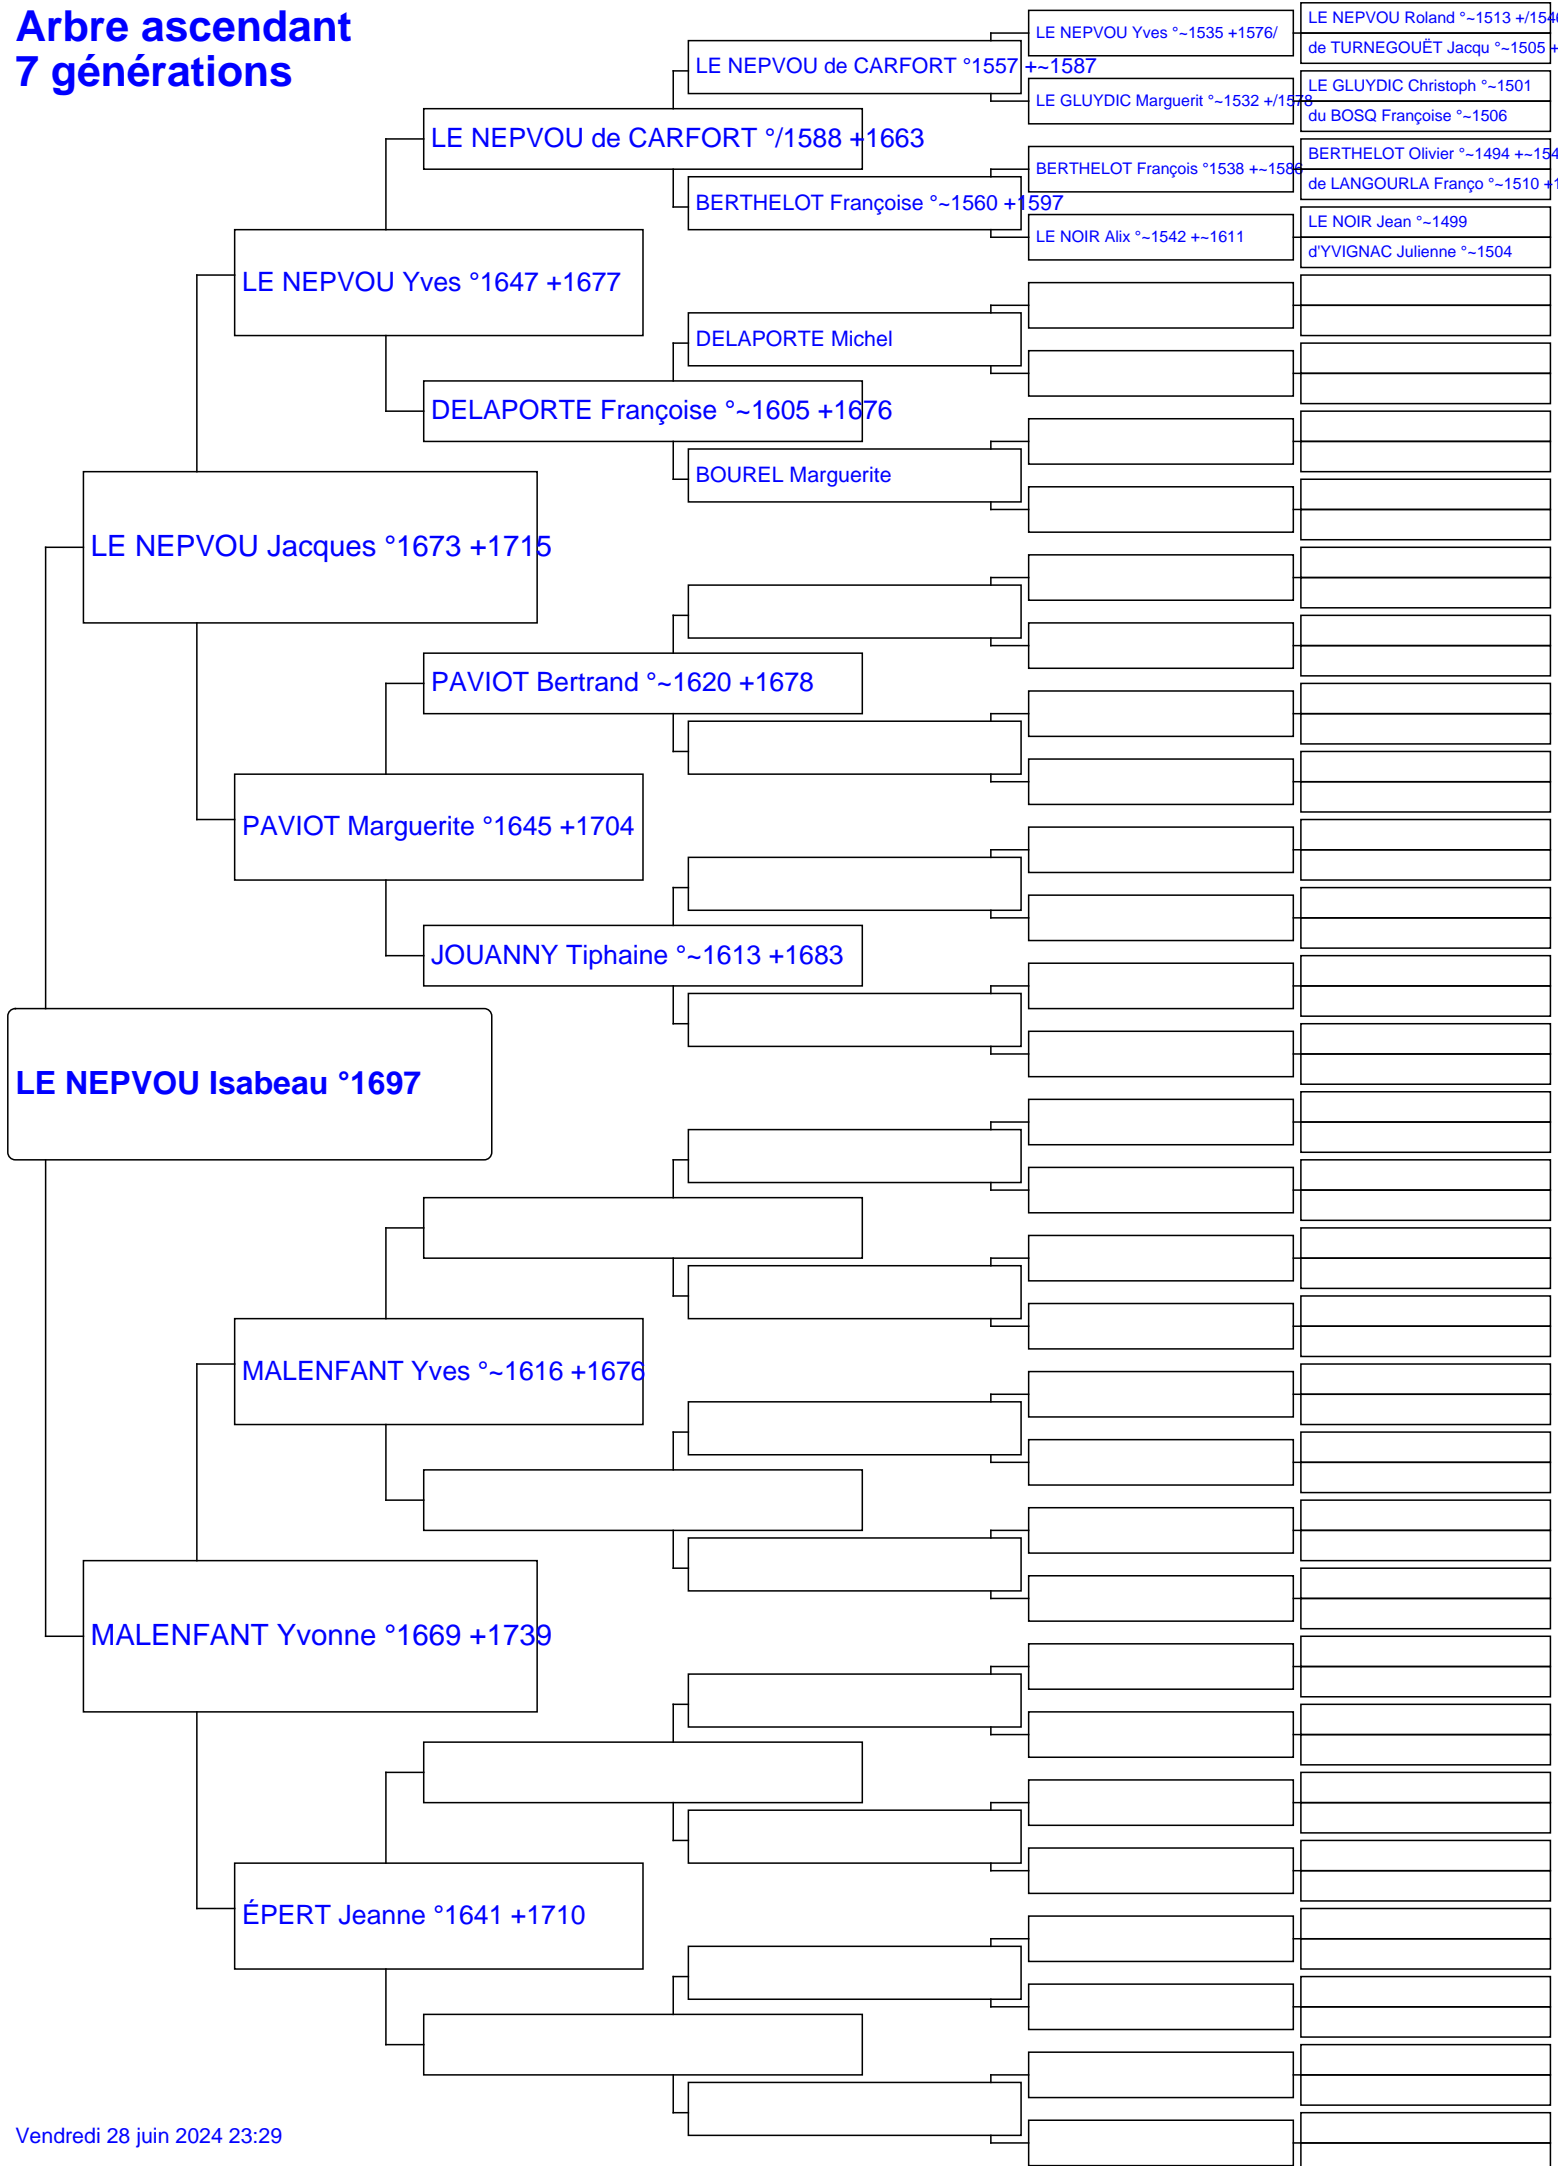 Arbre ascendant
7 générations
LE NEPVOU Isabeau °1697
LE NEPVOU Jacques °1673 +1715
MALENFANT Yvonne °1669 +1739
LE NEPVOU Yves °1647 +1677
PAVIOT Marguerite °1645 +1704
MALENFANT Yves °~1616 +1676
ÉPERT Jeanne °1641 +1710
LE NEPVOU de CARFORT °/1588 +1663
DELAPORTE Françoise °~1605 +1676
PAVIOT Bertrand °~1620 +1678
JOUANNY Tiphaine °~1613 +1683
LE NEPVOU de CARFORT °1557 +~1587
BERTHELOT Françoise °~1560 +1597
DELAPORTE Michel
BOUREL Marguerite
LE NEPVOU Yves °~1535 +1576/
LE GLUYDIC Marguerit °~1532 +/1578
BERTHELOT François °1538 +~1586
LE NOIR Alix °~1542 +~1611
LE NEPVOU Roland °~1513 +/154
de TURNEGOUËT Jacqu °~1505 +
LE GLUYDIC Christoph °~1501
du BOSQ Françoise °~1506
BERTHELOT Olivier °~1494 +~154
de LANGOURLA Franço °~1510 +1
LE NOIR Jean °~1499
d'YVIGNAC Julienne °~1504
Vendredi 28 juin 2024 23:29